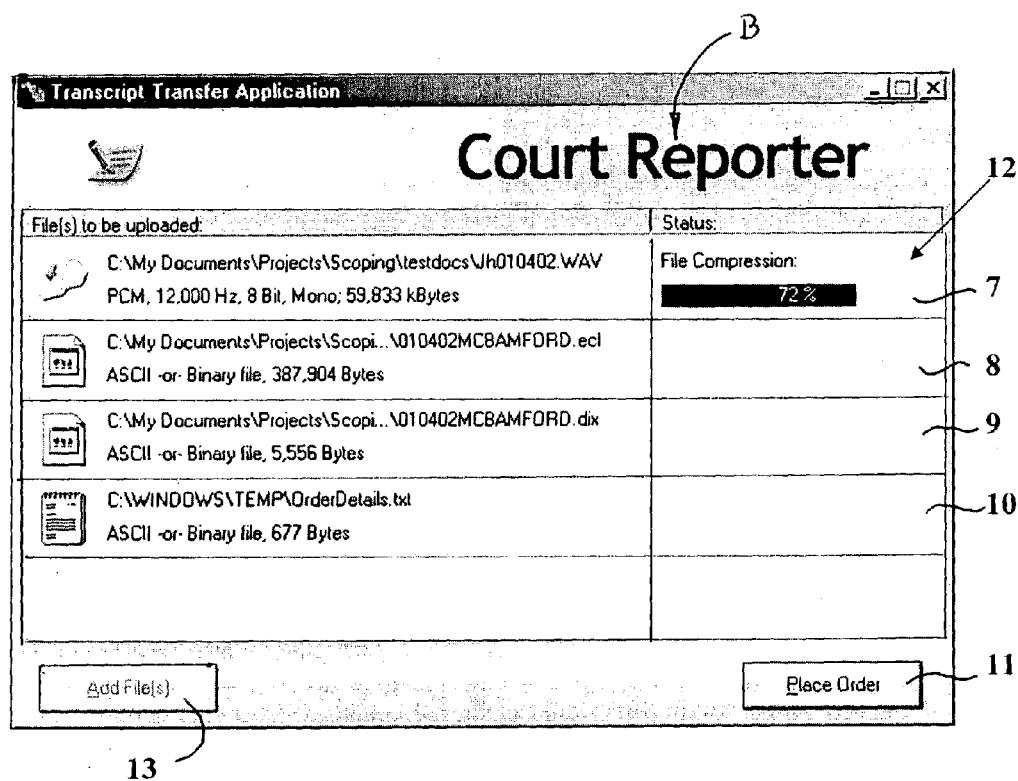 B
Transcript Transfer Application
Court Reporter
12
File(s) to be uploaded:
Status:
C:\My Documents\Projects\Scoping\testdocs\Jh010402.WAV
File Compression:
PCM, 12,000 Hz, 8 Bit, Mono; 59,833 kBytes
72%
7
C:\My Documents\Projects\Scopi...\010402MCBAMFORD.ecl
ASCII -or- Binary file, 387,904 Bytes
8
C:\My Documents\Projects\Scopi...\010402MCBAMFORD.dix
ASCII -or- Binary file, 5,556 Bytes
9
C:\WINDOWS\TEMP\OrderDetails.txt
ASCII -or- Binary file, 677 Bytes
10
Add File(s)
Place Order
11
13